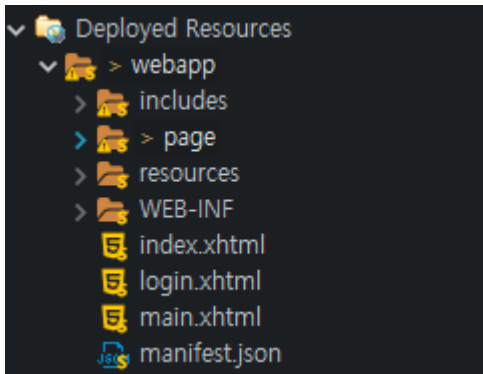 Deployed Resources
> webapp
includes
> page
resources
WEB-INF
index.xhtml
login.xhtml
main.xhtml
manifest.json